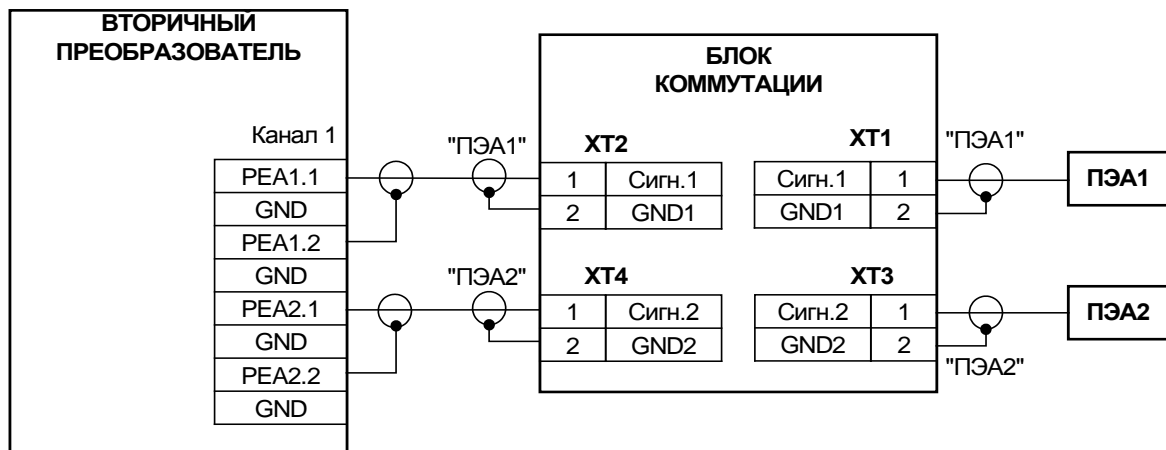 ВТОРИЧНЫЙ
ПРЕОБРАЗОВАТЕЛЬ
Канал 1
PEA1.1
GND
PEA1.2
GND
PEA2.1
GND
PEA2.2
GND
"ПЭА1"
"ПЭА2"
БЛОК
КОММУТАЦИИ
XT2
1 Сигн.1
2 GND1
XT1
Сигн.1 1
GND1 2
XT4
1 Сигн.2
2 GND2
XT3
Сигн.2 1
GND2 2
"ПЭА1"
ПЭА1
ПЭА2
"ПЭА2"